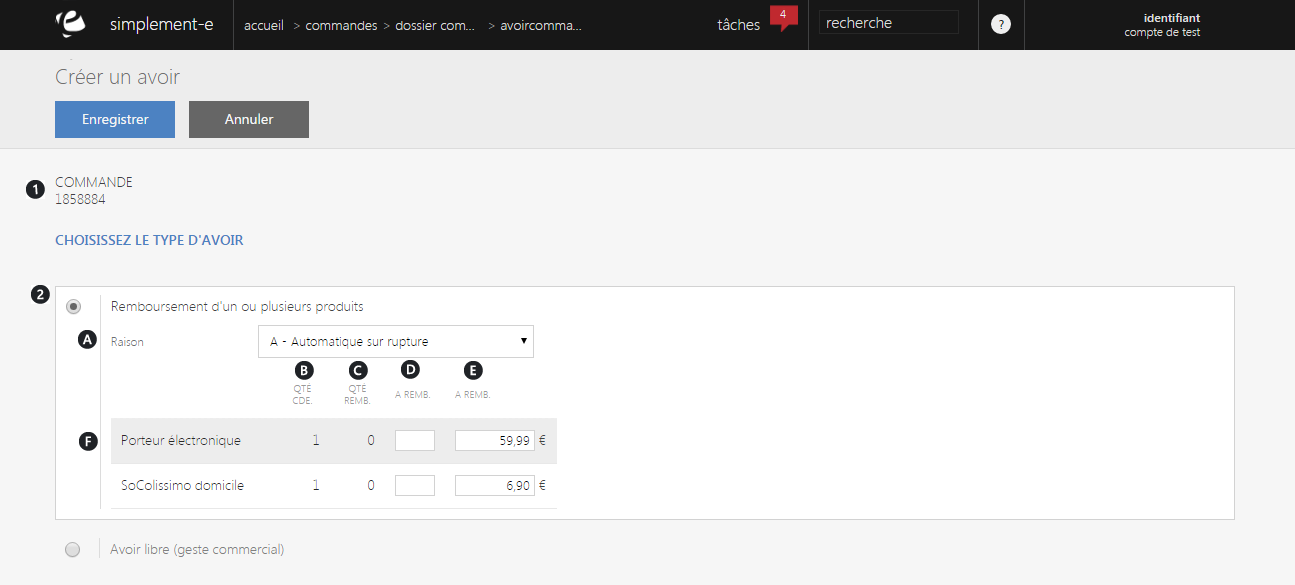 simplement-e
accueil > commandes > dossier com... > avoircomma...
tâches 4
recherche
?
identifiant
compte de test
Créer un avoir
Enregistrer
Annuler
1
COMMANDE
1858884
CHOISISSEZ LE TYPE D'AVOIR
2
Remboursement d'un ou plusieurs produits
A
Raison
A - Automatique sur rupture
B C D E
QTÉ CDE.
QTÉ REMB.
A REMB.
A REMB.
F
Porteur électronique 1 0 59,99 €
SoColissimo domicile 1 0 6,90 €
Avoir libre (geste commercial)